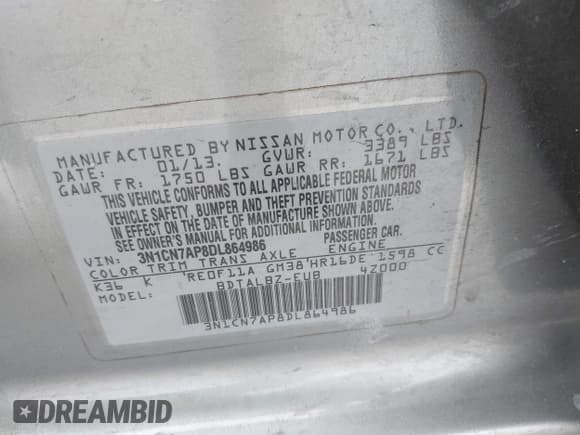 MANUFACTURED BY NISSAN MOTOR CO., LTD.
DATE: 01/13. GVWR: 3389 LBS
GAWR FR: 1750 LBS GAWR RR: 1671 LBS
THIS VEHICLE CONFORMS TO ALL APPLICABLE FEDERAL MOTOR
VEHICLE SAFETY, BUMPER AND THEFT PREVENTION STANDARDS
IN EFFECT ON THE DATE OF MANUFACTURE SHOWN ABOVE.
SEE OWNER'S MANUAL FOR ADDITIONAL INFORMATION.
VIN: 3N1CN7AP8DL864986 PASSENGER CAR.
COLOR TRIM TRANS AXLE ENGINE
K36 K RE0F11A GM38 HR16DE 1598 CC
MODEL: BDTALBZ-EUB 42000
3N1CN7AP8DL864986
DREAMBID